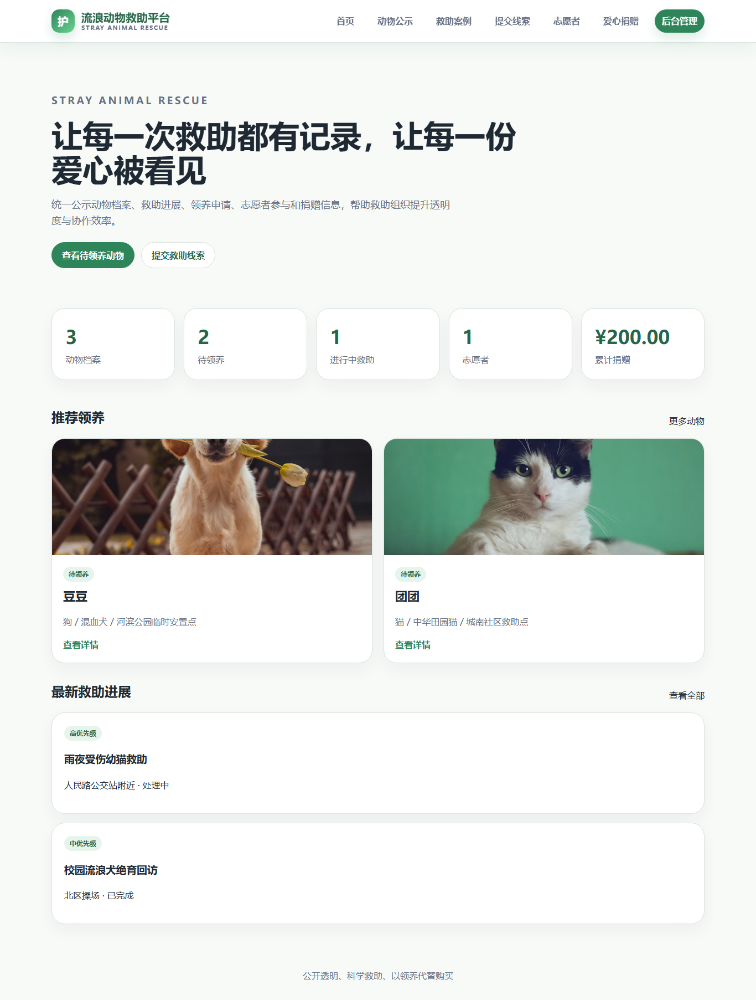 护
流浪动物救助平台
STRAY ANIMAL RESCUE
首页
动物公示
救助案例
提交线索
志愿者
爱心捐赠
后台管理
STRAY ANIMAL RESCUE
让每一次救助都有记录，让每一份
爱心被看见
统一公示动物档案、救助进展、领养申请、志愿者参与和捐赠信息，帮助救助组织提升透明
度与协作效率。
查看待领养动物
提交救助线索
3
动物档案
2
待领养
1
进行中救助
1
志愿者
¥200.00
累计捐赠
推荐领养
更多动物
待领养
豆豆
狗 / 混血犬 / 河滨公园临时安置点
查看详情
待领养
团团
猫 / 中华田园猫 / 城南社区救助点
查看详情
最新救助进展
查看全部
高优先级
雨夜受伤幼猫救助
人民路公交站附近 · 处理中
中优先级
校园流浪犬绝育回访
北区操场 · 已完成
公开透明、科学救助、以领养代替购买